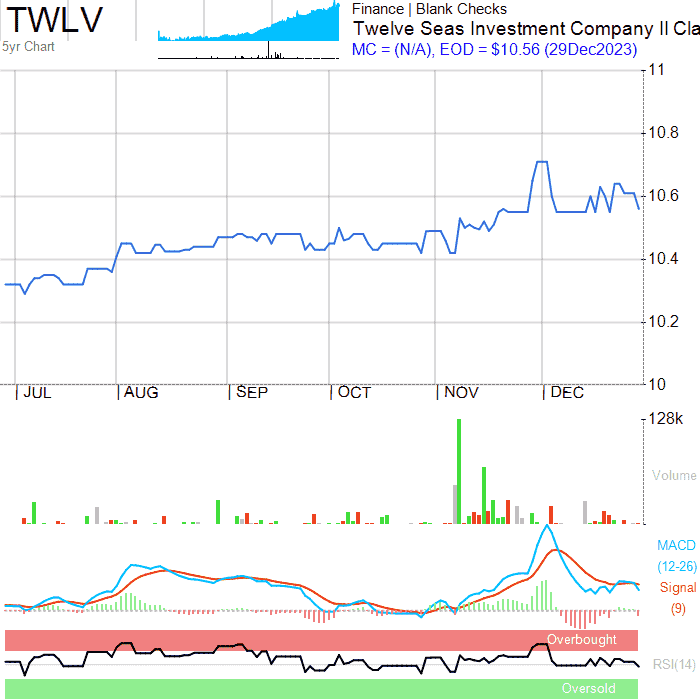 TWLV
5yr Chart
Finance | Blank Checks
Twelve Seas Investment Company II Cla
MC = (N/A), EOD = $10.56 (29Dec2023)
11
10.8
10.6
10.4
10.2
10
| JUL | AUG | SEP | OCT | NOV | DEC
128k
Volume
MACD
(12-26)
Signal
(9)
Overbought
RSI(14)
Oversold